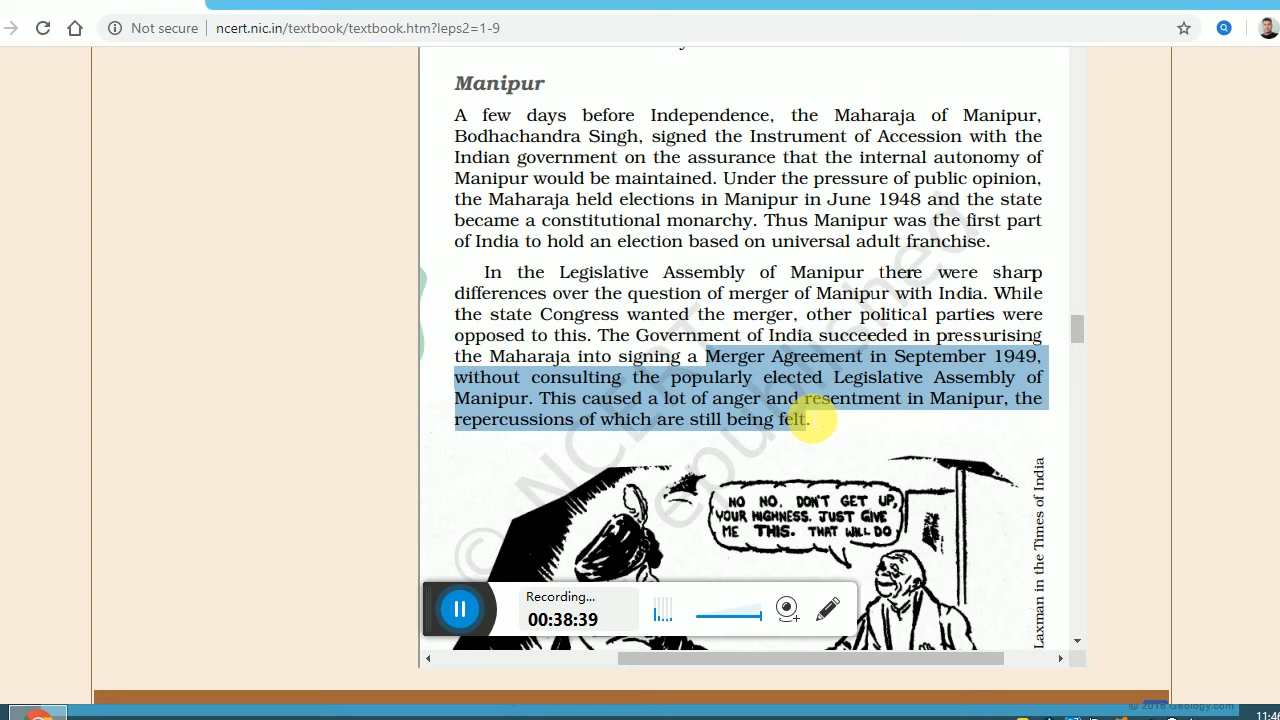 Not secure
ncert.nic.in/textbook/textbook.htm?leps2=1-9
Manipur
A few days before Independence, the Maharaja of Manipur,
Bodhachandra Singh, signed the Instrument of Accession with the
Indian government on the assurance that the internal autonomy of
Manipur would be maintained. Under the pressure of public opinion,
the Maharaja held elections in Manipur in June 1948 and the state
became a constitutional monarchy. Thus Manipur was the first part
of India to hold an election based on universal adult franchise.
In the Legislative Assembly of Manipur there were sharp
differences over the question of merger of Manipur with India. While
the state Congress wanted the merger, other political parties were
opposed to this. The Government of India succeeded in pressurising
the Maharaja into signing a Merger Agreement in September 1949,
without consulting the popularly elected Legislative Assembly of
Manipur. This caused a lot of anger and resentment in Manipur, the
repercussions of which are still being felt.
© NCERT
republished
NO NO. DON'T GET UP,
YOUR HIGHNESS. JUST GIVE
ME THIS. THAT WILL DO
Laxman in the Times of India
Recording...
00:38:39
© 2018 Geology.com